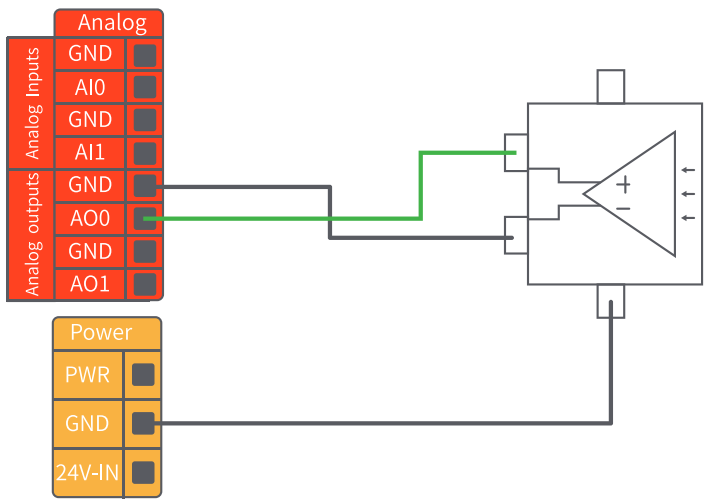 Analog
Analog Inputs
GND
AI0
GND
AI1
Analog outputs
GND
AO0
GND
AO1
+
−
Power
PWR
GND
24V-IN